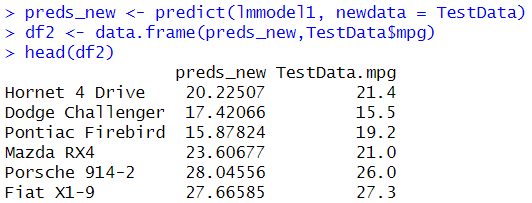 > preds_new <- predict(lmmodel1, newdata = TestData)
> df2 <- data.frame(preds_new,TestData$mpg)
> head(df2)
preds_new TestData.mpg
Hornet 4 Drive 20.22507 21.4
Dodge Challenger 17.42066 15.5
Pontiac Firebird 15.87824 19.2
Mazda RX4 23.60677 21.0
Porsche 914-2 28.04556 26.0
Fiat X1-9 27.66585 27.3